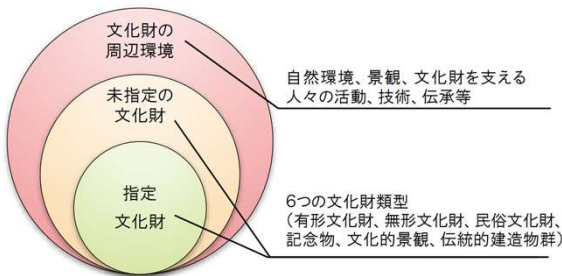 文化財の
周辺環境
未指定の
文化財
指定
文化財
自然環境、景観、文化財を支える
人々の活動、技術、伝承等
6つの文化財類型
(有形文化財、無形文化財、民俗文化財、
記念物、文化的景観、伝統的建造物群)